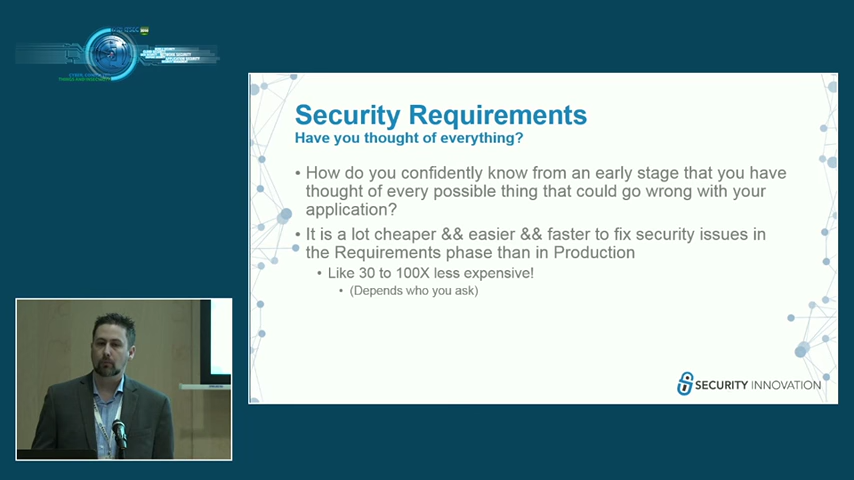 Security Requirements
Have you thought of everything?
• How do you confidently know from an early stage that you have
thought of every possible thing that could go wrong with your
application?
• It is a lot cheaper && easier && faster to fix security issues in
the Requirements phase than in Production
• Like 30 to 100X less expensive!
• (Depends who you ask)
SECURITY INNOVATION